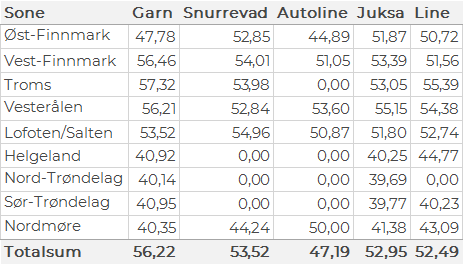 Sone Garn Snurrevad Autoline Juksa Line
Øst-Finnmark 47,78 52,85 44,89 51,87 50,72
Vest-Finnmark 56,46 54,01 51,05 53,39 51,56
Troms 57,32 53,98 0,00 53,05 55,39
Vesterålen 56,21 52,84 53,60 55,15 54,38
Lofoten/Salten 53,52 54,96 50,87 51,80 52,74
Helgeland 40,92 0,00 0,00 40,25 44,77
Nord-Trøndelag 40,14 0,00 0,00 39,69 0,00
Sør-Trøndelag 40,95 0,00 0,00 39,77 40,23
Nordmøre 40,35 44,24 50,00 41,38 43,09
Totalsum 56,22 53,52 47,19 52,95 52,49